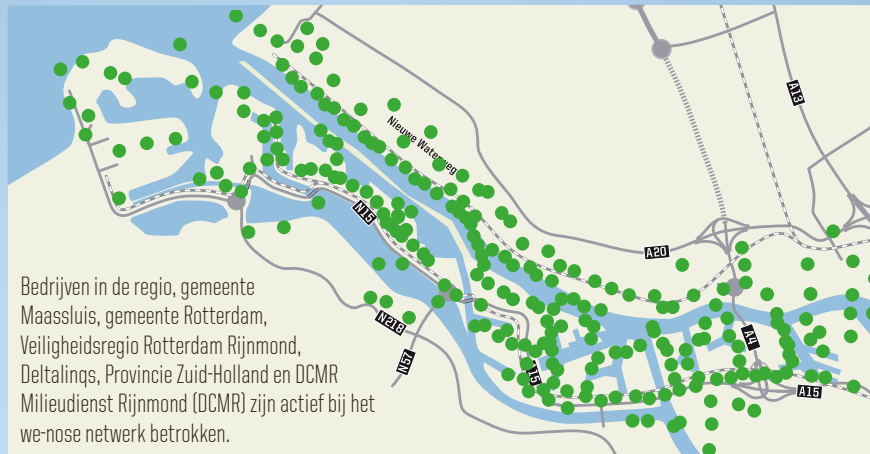 A13
Nieuwe Waterweg
N15
A20
Bedrijven in de regio, gemeente
Maassluis, gemeente Rotterdam,
Veiligheidsregio Rotterdam Rijnmond,
Deltalinqs, Provincie Zuid-Holland en DCMR
Milieudienst Rijnmond (DCMR) zijn actief bij het
we-nose netwerk betrokken.
N218
N57
A4
A15